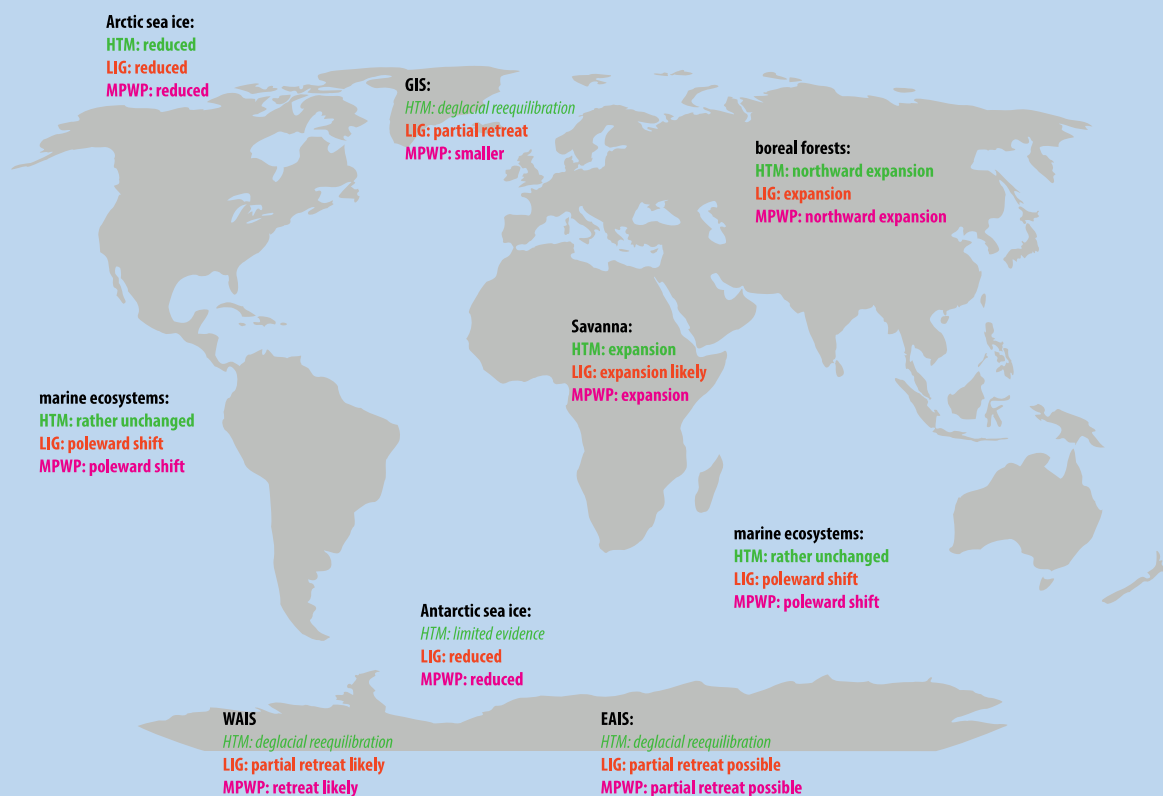 Arctic sea ice:
HTM: reduced
LIG: reduced
MPWP: reduced
GIS:
HTM: deglacial reequilibration
LIG: partial retreat
MPWP: smaller
boreal forests:
HTM: northward expansion
LIG: expansion
MPWP: northward expansion
Savanna:
HTM: expansion
LIG: expansion likely
MPWP: expansion
marine ecosystems:
HTM: rather unchanged
LIG: poleward shift
MPWP: poleward shift
marine ecosystems:
HTM: rather unchanged
LIG: poleward shift
MPWP: poleward shift
Antarctic sea ice:
HTM: limited evidence
LIG: reduced
MPWP: reduced
WAIS
HTM: deglacial reequilibration
LIG: partial retreat likely
MPWP: retreat likely
EAIS:
HTM: deglacial reequilibration
LIG: partial retreat possible
MPWP: partial retreat possible